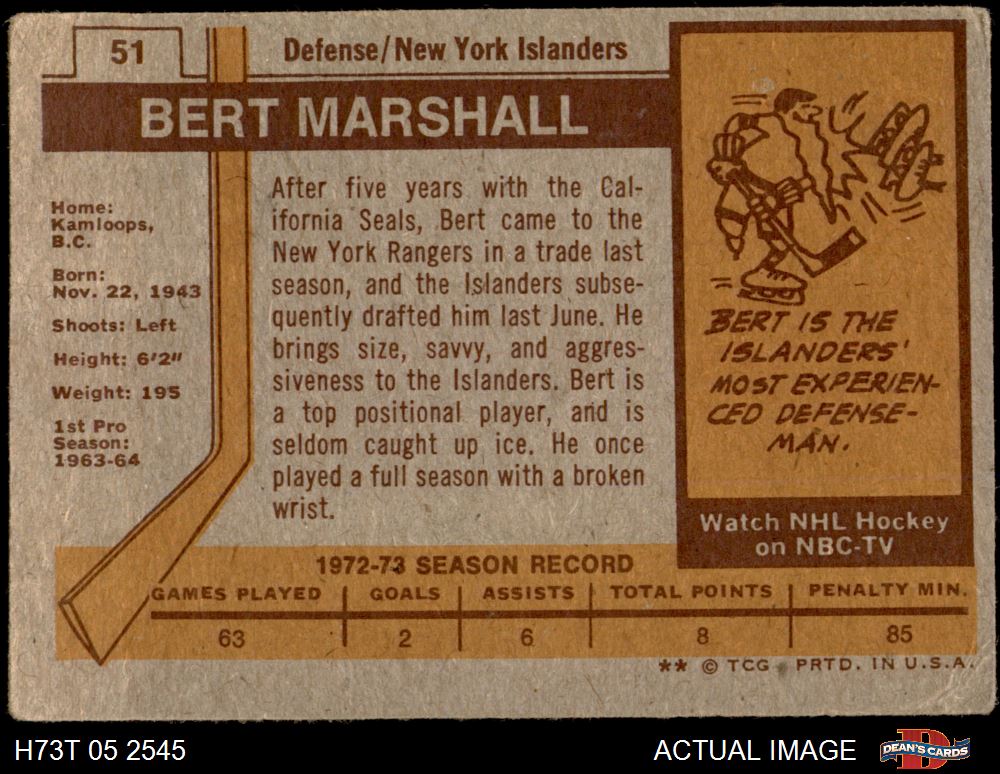 51
Defense/New York Islanders
BERT MARSHALL
Home:
Kamloops,
B.C.
Born:
Nov. 22, 1943
Shoots: Left
Height: 6'2"
Weight: 195
1st Pro
Season:
1963-64
After five years with the Cal-
ifornia Seals, Bert came to the
New York Rangers in a trade last
season, and the Islanders subse-
quently drafted him last June. He
brings size, savvy, and aggres-
siveness to the Islanders. Bert is
a top positional player, and is
seldom caught up ice. He once
played a full season with a broken
wrist.
BERT IS THE
ISLANDERS'
MOST EXPERIEN-
CED DEFENSE-
MAN.
Watch NHL Hockey
on NBC-TV
1972-73 SEASON RECORD
GAMES PLAYED GOALS ASSISTS TOTAL POINTS PENALTY MIN.
63 2 6 8 85
** © TCG PRTD. IN U.S.A.
H73T 05 2545
ACTUAL IMAGE
DEAN'S CARDS